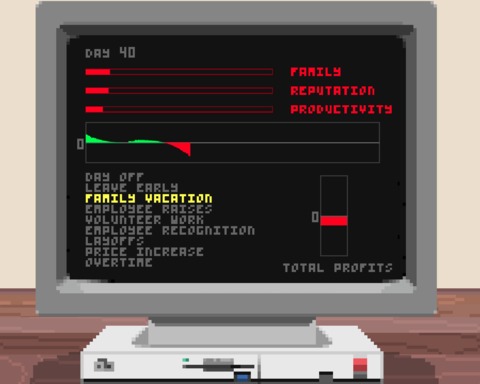 DAY 40
FAMILY
REPUTATION
PRODUCTIVITY
0
DAY OFF
LEAVE EARLY
FAMILY VACATION
EMPLOYEE RAISES
VOLUNTEER WORK
EMPLOYEE RECOGNITION
LAYOFFS
PRICE INCREASE
OVERTIME
0
TOTAL PROFITS